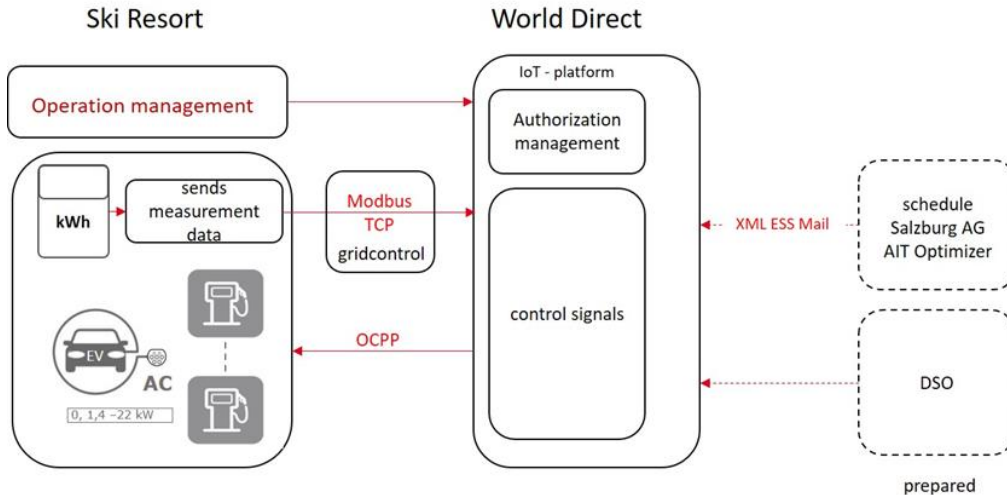 Ski Resort
World Direct
Operation management
IoT - platform
Authorization
management
kWh
sends
measurement
data
Modbus
TCP
gridcontrol
XML ESS Mail
schedule
Salzburg AG
AIT Optimizer
control signals
OCPP
EV
AC
0, 1,4 –22 kW
DSO
prepared